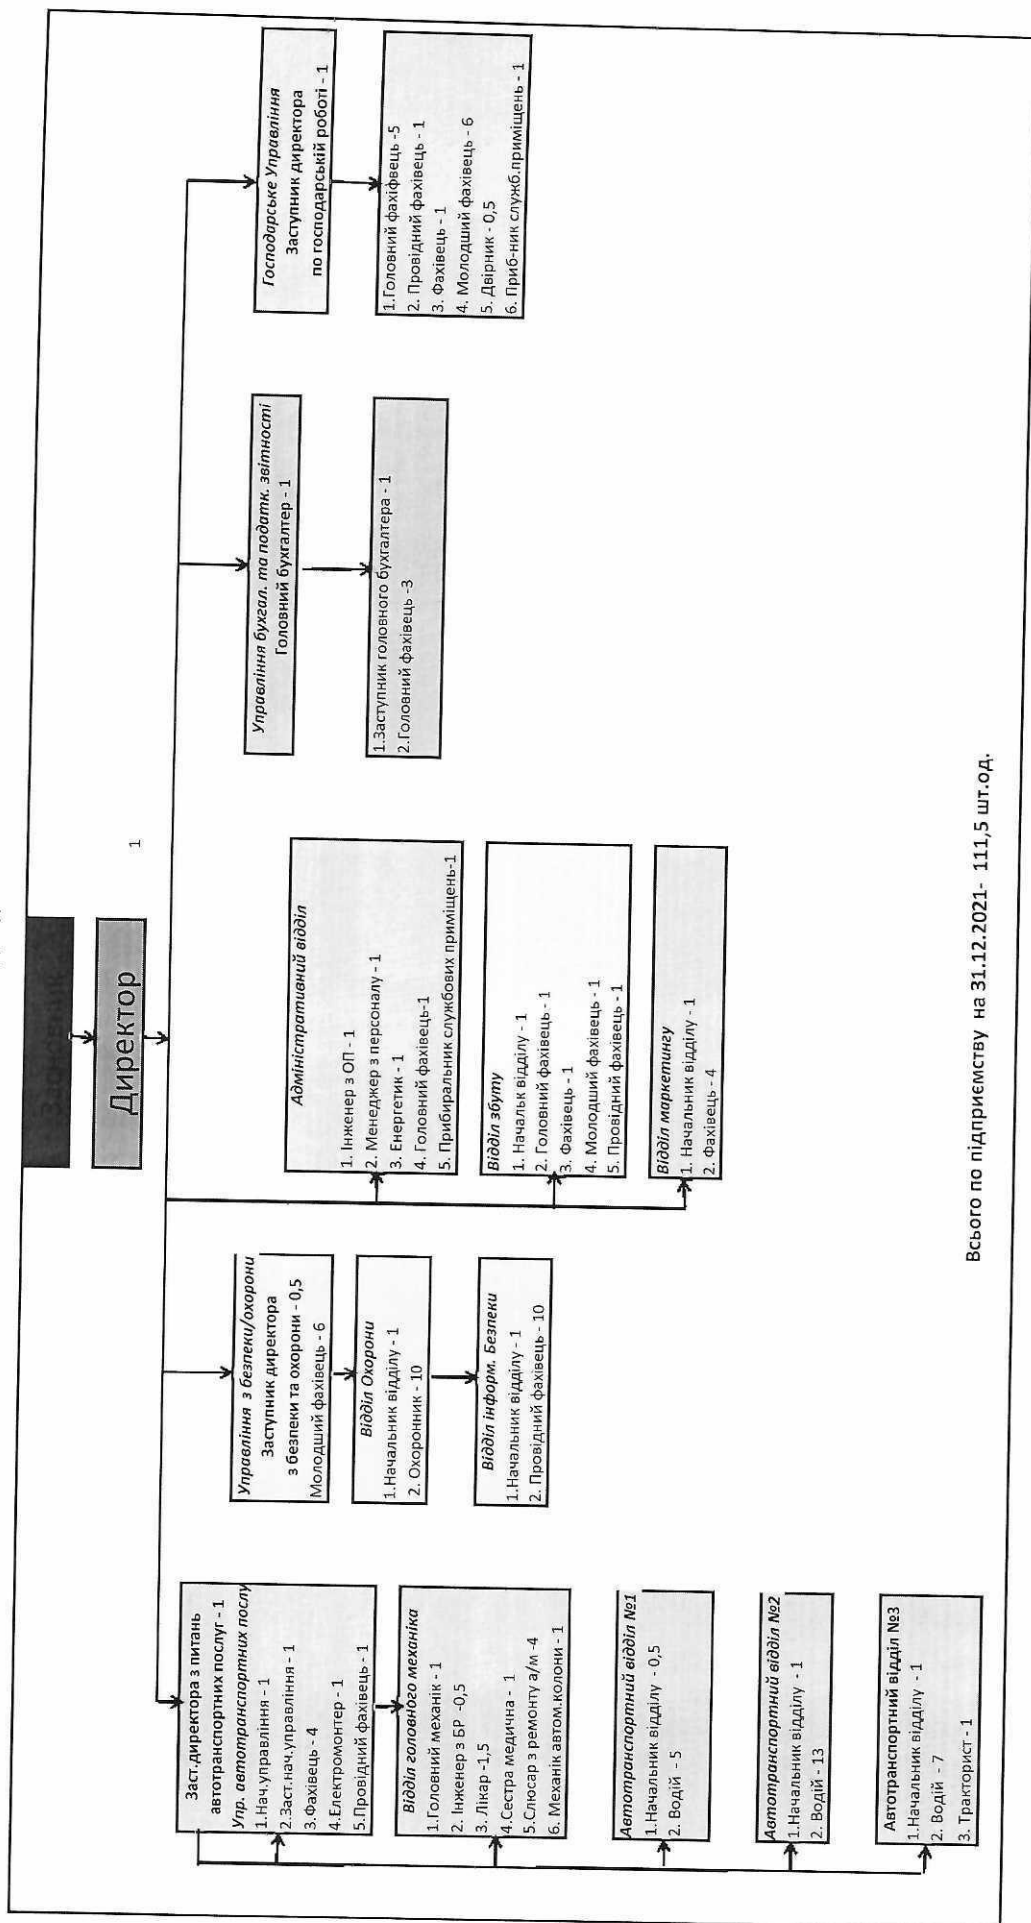 Директор
1
Заст.директора з питань
автотранспортних послуг - 1
Упр. автотранспортних послу
1.Нач.управління - 1
2.Заст.нач.управління - 1
3.Фахівець - 4
4.Електромонтер - 1
5.Провідний фахівець - 1
Відділ головного механіка
1.Головний механік - 1
2. Інженер з БР -0,5
3. Лікар -1,5
4.Сестра медична - 1
5.Слюсар з ремонту а/м -4
6. Механік автом.колони - 1
Автотранспортний відділ №1
1.Начальник відділу - 0,5
2. Водій - 5
Автотранспортний відділ №2
1.Начальник відділу - 1
2. Водій - 13
Автотранспортний відділ №3
1.Начальник відділу - 1
2. Водій - 7
3. Тракторист - 1
Управління з безпеки/охорони
Заступник директора
з безпеки та охорони - 0,5
Молодший фахівець - 6
Відділ Охорони
1.Начальник відділу - 1
2. Охоронник - 10
Відділ інформ. Безпеки
1.Начальник відділу - 1
2. Провідний фахівець - 10
Адміністративний відділ
1. Інженер з ОП - 1
2. Менеджер з персоналу - 1
3. Енергетик - 1
4. Головний фахівець-1
5. Прибиральник службових приміщень-1
Відділ збуту
1. Начальк відділу - 1
2. Головний фахівець - 1
3. Фахівець - 1
4. Молодший фахівець - 1
5. Провідний фахівець - 1
Відділ маркетингу
1. Начальник відділу - 1
2. Фахівець - 4
Управління бухгал. та податк. звітності
Головний бухгалтер - 1
1.Заступник головного бухгалтера - 1
2.Головний фахівець -3
Господарське Управління
Заступник директора
по господарській роботі - 1
1.Головний фахіфвець -5
2. Провідний фахівець - 1
3. Фахівець - 1
4. Молодший фахівець - 6
5. Двірник - 0,5
6. Приб-ник служб.приміщень - 1
Всього по підприємству на 31.12.2021- 111,5 шт.од.